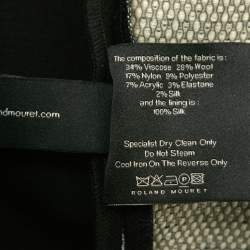 The composition of the fabric is :
34% Viscose 28% Wool
17% Nylon 9% Polyester
7% Acrylic 3% Elastane
2% Silk
and the lining is :
100% Silk
ndmouret.com
Specialist Dry Clean Only
Do Not Steam
Cool Iron On The Reverse Only
ROLAND MOURET